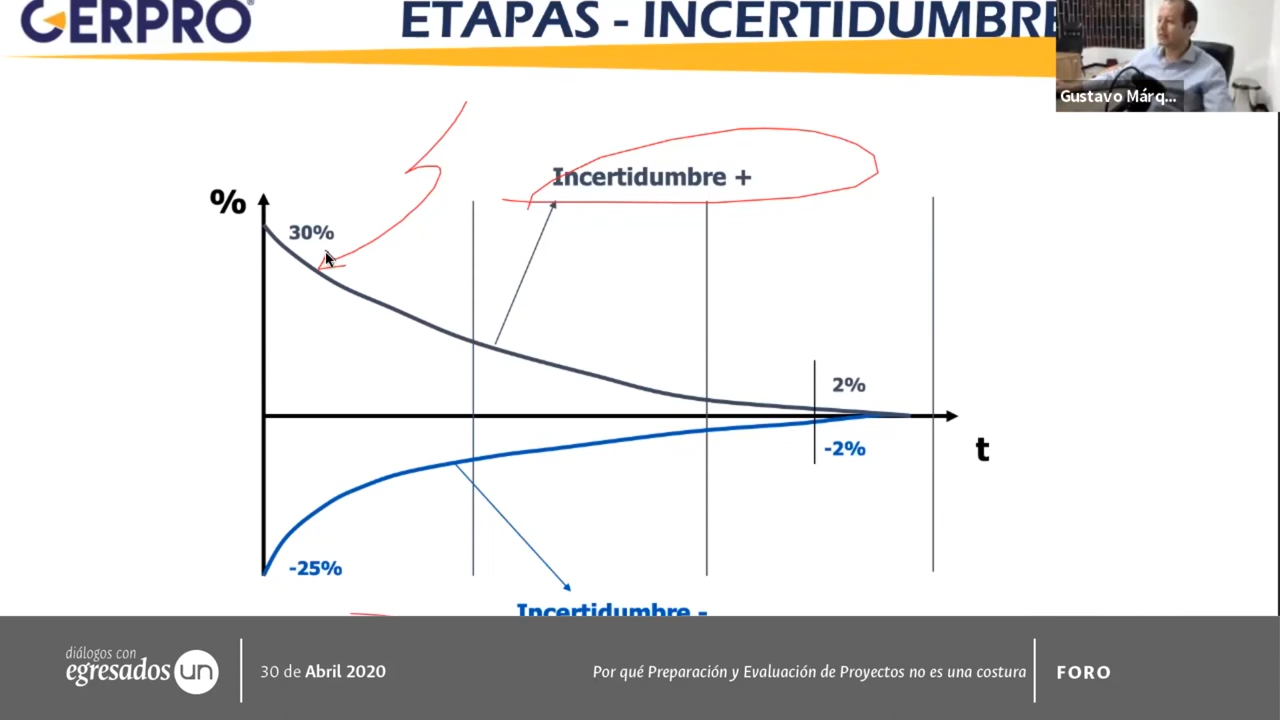 GERPRO®
ETAPAS - INCERTIDUMBRE
Gustavo Márq...
Incertidumbre +
%
30%
2%
t
-2%
-25%
Incertidumbre -
diálogos con
egresados un
30 de Abril 2020
Por qué Preparación y Evaluación de Proyectos no es una costura
FORO